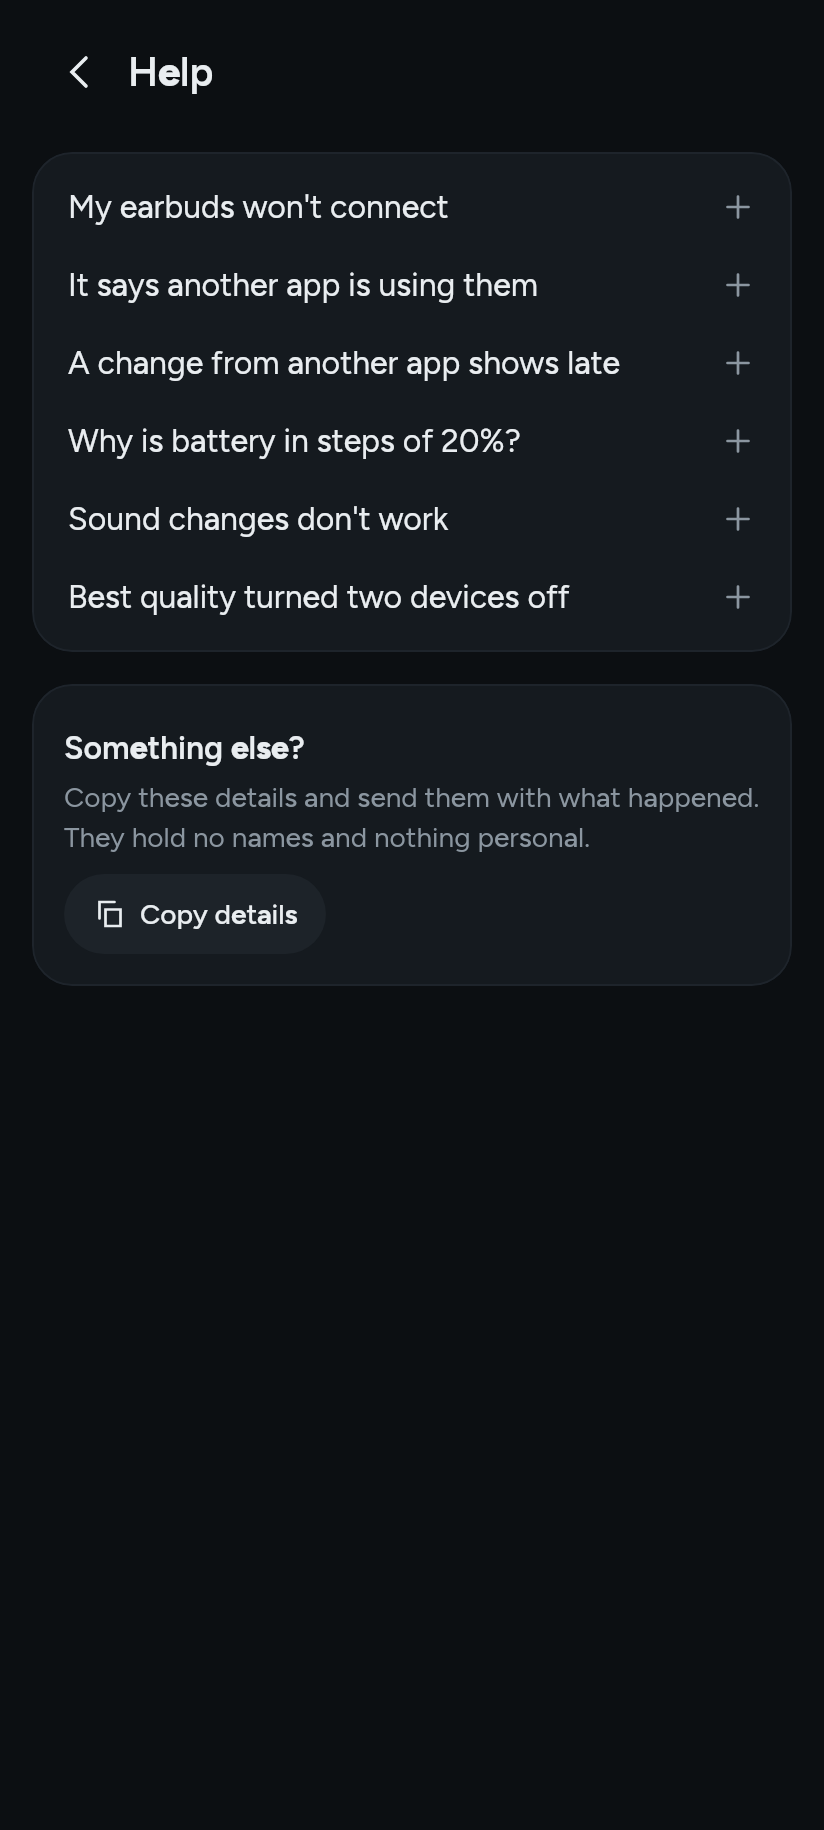 Help
My earbuds won't connect
It says another app is using them
A change from another app shows late
Why is battery in steps of 20%?
Sound changes don't work
Best quality turned two devices off
Something else?
Copy these details and send them with what happened.
They hold no names and nothing personal.
Copy details